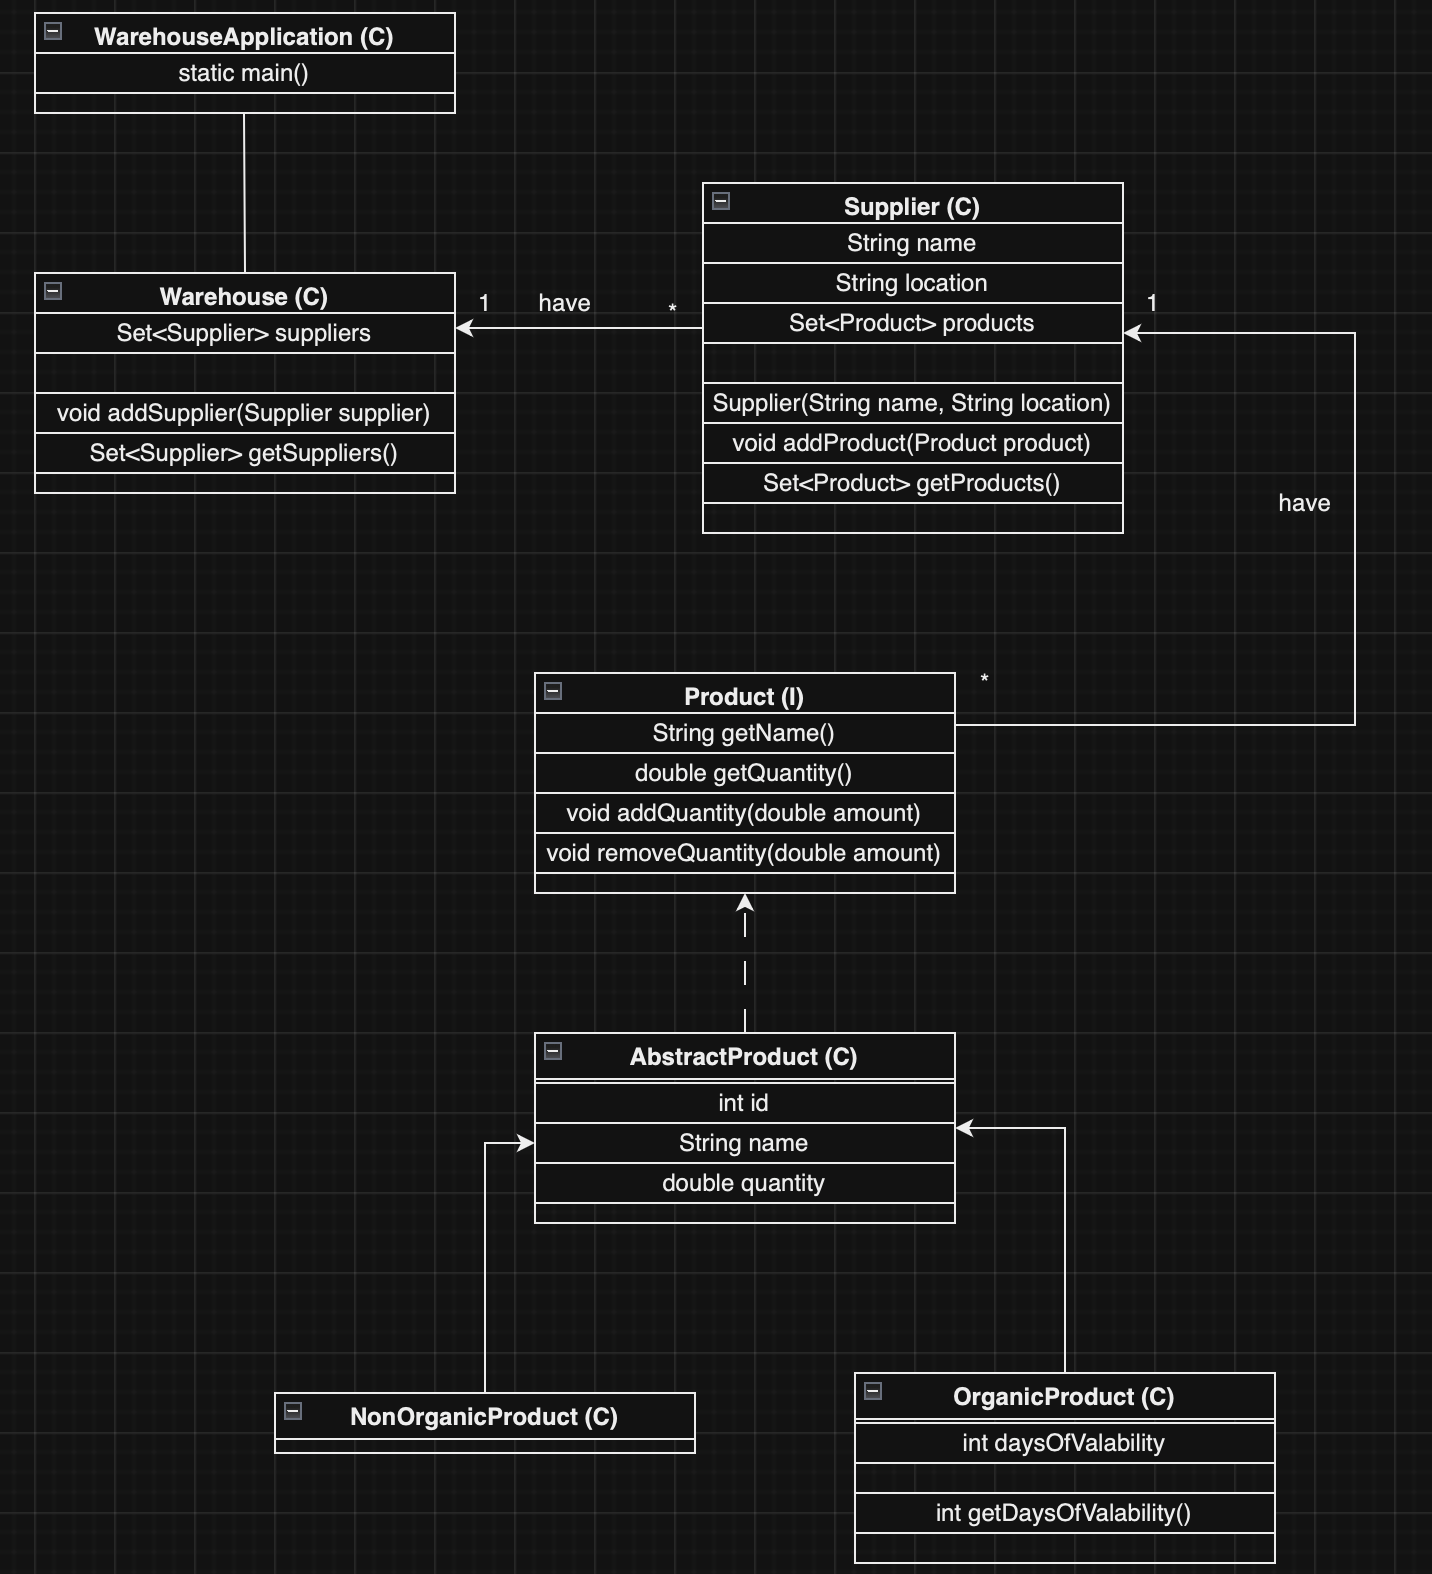 WarehouseApplication (C)
static main()
Warehouse (C)
Set<Supplier> suppliers
void addSupplier(Supplier supplier)
Set<Supplier> getSuppliers()
1
have
*
Supplier (C)
String name
String location
Set<Product> products
Supplier(String name, String location)
void addProduct(Product product)
Set<Product> getProducts()
1
have
*
Product (I)
String getName()
double getQuantity()
void addQuantity(double amount)
void removeQuantity(double amount)
AbstractProduct (C)
int id
String name
double quantity
NonOrganicProduct (C)
OrganicProduct (C)
int daysOfValability
int getDaysOfValability()